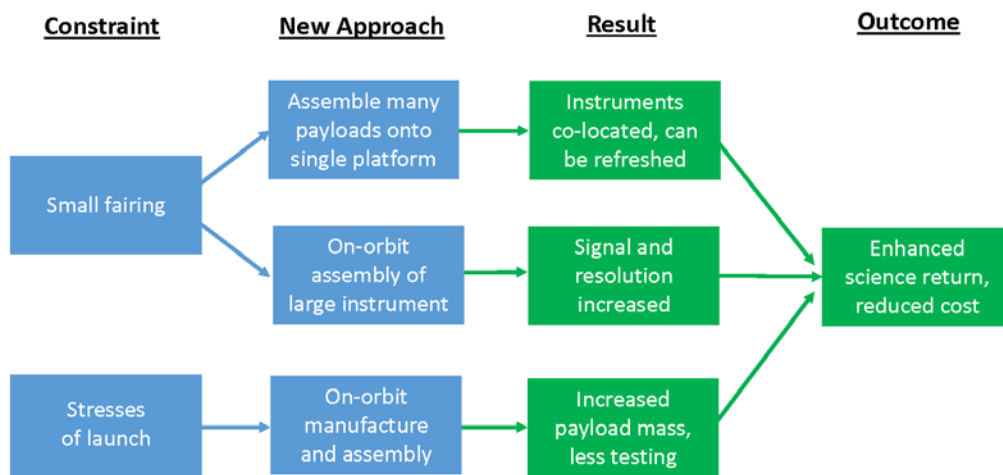 Constraint
New Approach
Result
Outcome
Assemble many
payloads onto
single platform
Instruments
co-located, can
be refreshed
Small fairing
On-orbit
assembly of
large instrument
Signal and
resolution
increased
Enhanced
science return,
reduced cost
Stresses
of launch
On-orbit
manufacture
and assembly
Increased
payload mass,
less testing